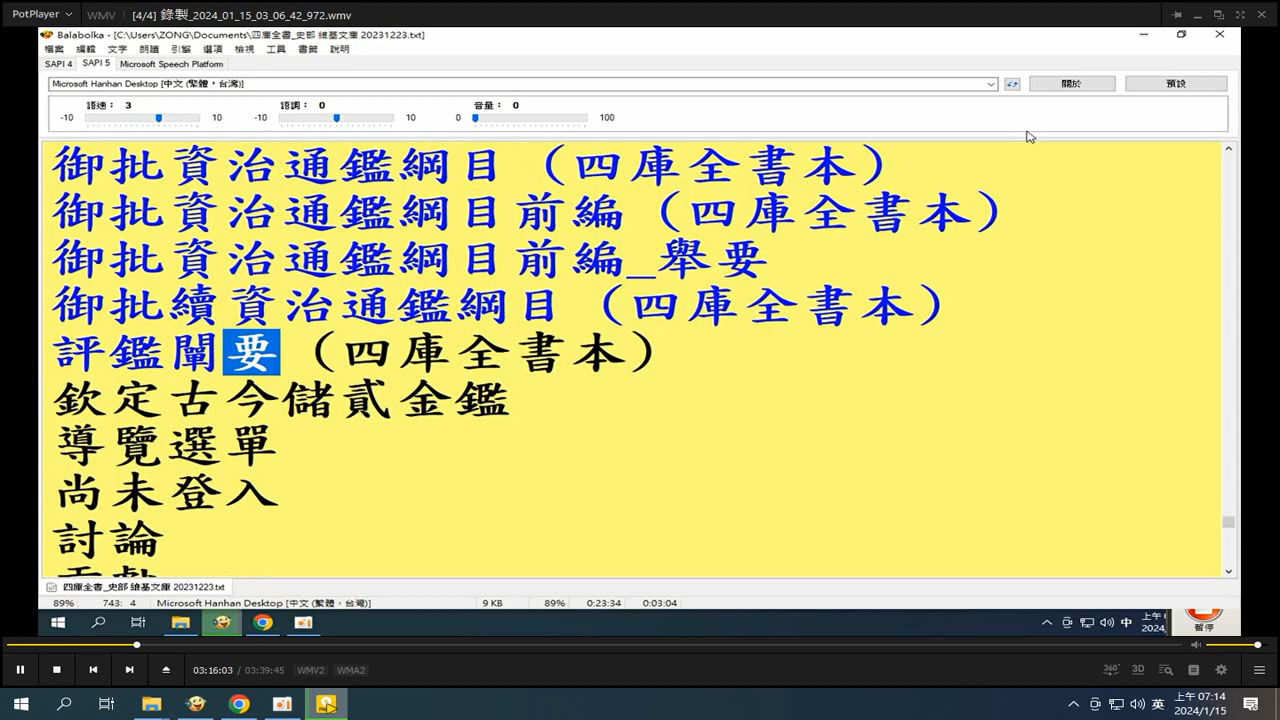 PotPlayer WMV [4/4] 錄製_2024_01_15_03_06_42_972.wmv
Balabolka - [C:\Users\ZONG\Documents\四庫全書_史部 維基文庫 20231223.txt]
檔案 編輯 文字 朗讀 引擎 選項 檢視 工具 書籤 說明
SAPI 4 SAPI 5 Microsoft Speech Platform
Microsoft Hanhan Desktop [中文 (繁體，台灣)] 關於 預設
語速： 3 語調： 0 音量： 0
-10 10 -10 10 0 100
御批資治通鑑綱目 （四庫全書本）
御批資治通鑑綱目前編 （四庫全書本）
御批資治通鑑綱目前編_舉要
御批續資治通鑑綱目 （四庫全書本）
評鑑闡要 （四庫全書本）
欽定古今儲貳金鑑
導覽選單
尚未登入
討論
貢獻
四庫全書_史部 維基文庫 20231223.txt
89% 743: 4 Microsoft Hanhan Desktop [中文 (繁體，台灣)] 9 KB 89% 0:23:34 0:03:04
中 上午 2024, 暫停
03:16:03 / 03:39:45 WMV2 WMA2 360° 3D
英 上午 07:14
2024/1/15